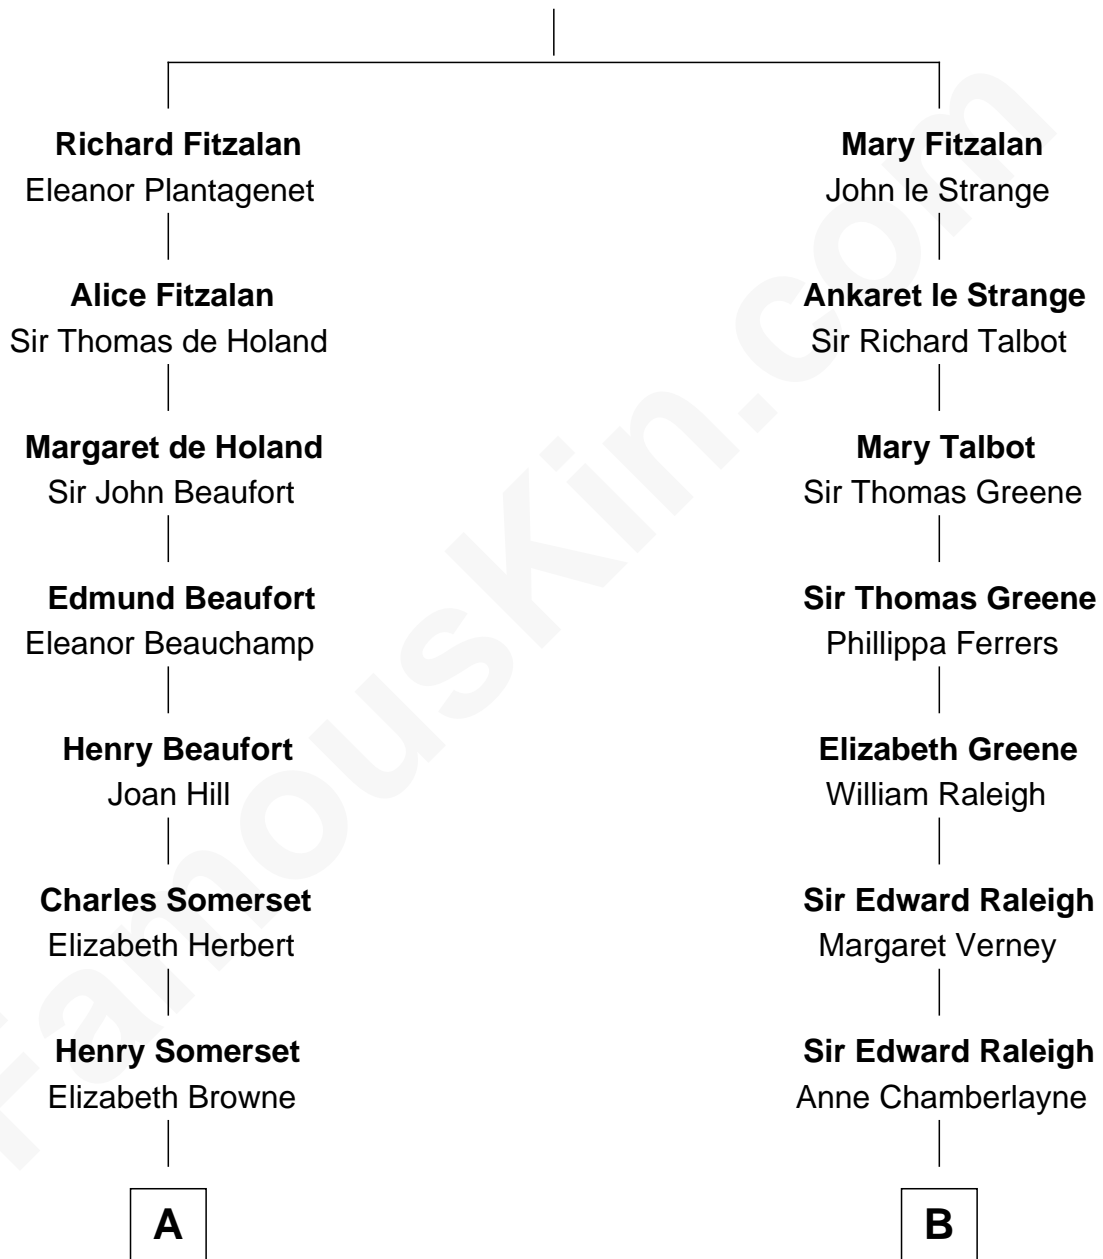 Richard Fitzalan
Eleanor Plantagenet
Mary Fitzalan
John le Strange
Alice Fitzalan
Sir Thomas de Holand
Ankaret le Strange
Sir Richard Talbot
Margaret de Holand
Sir John Beaufort
Mary Talbot
Sir Thomas Greene
Edmund Beaufort
Eleanor Beauchamp
Sir Thomas Greene
Phillippa Ferrers
Henry Beaufort
Joan Hill
Elizabeth Greene
William Raleigh
Charles Somerset
Elizabeth Herbert
Sir Edward Raleigh
Margaret Verney
Henry Somerset
Elizabeth Browne
Sir Edward Raleigh
Anne Chamberlayne
A
B
FamousKin.com